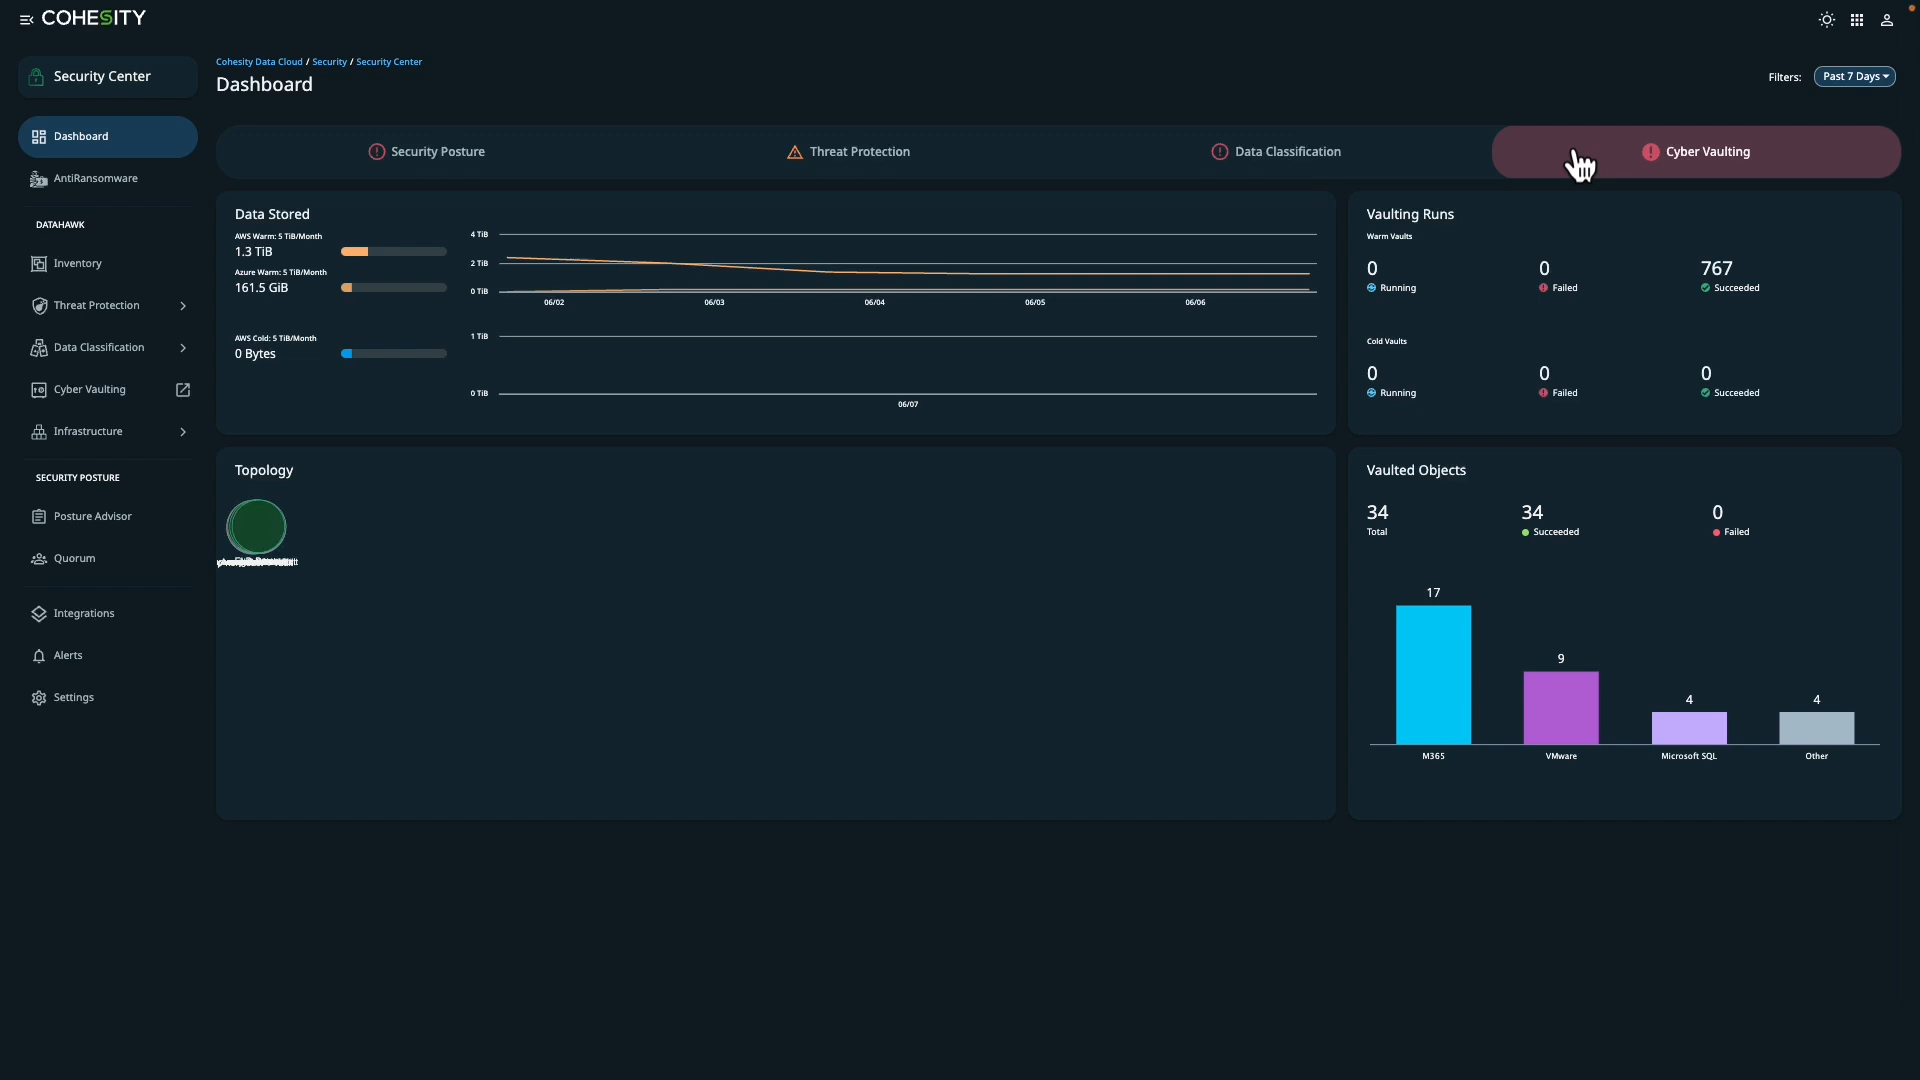 COHESITY
Security Center
Dashboard
AntiRansomware
DATAHAWK
Inventory
Threat Protection
Data Classification
Cyber Vaulting
Infrastructure
SECURITY POSTURE
Posture Advisor
Quorum
Integrations
Alerts
Settings
Cohesity Data Cloud / Security / Security Center
Dashboard
Filters: Past 7 Days
Security Posture
Threat Protection
Data Classification
Cyber Vaulting
Data Stored
AWS Warm: 5 TiB/Month
1.3 TiB
Azure Warm: 5 TiB/Month
161.5 GiB
4 TiB
2 TiB
0 TiB
06/02 06/03 06/04 06/05 06/06
AWS Cold: 5 TiB/Month
0 Bytes
1 TiB
0 TiB
06/07
Vaulting Runs
Warm Vaults
0 0 767
Running Failed Succeeded
Cold Vaults
0 0 0
Running Failed Succeeded
Topology
Vaulted Objects
34 34 0
Total Succeeded Failed
17
9
4
4
M365 VMware Microsoft SQL Other